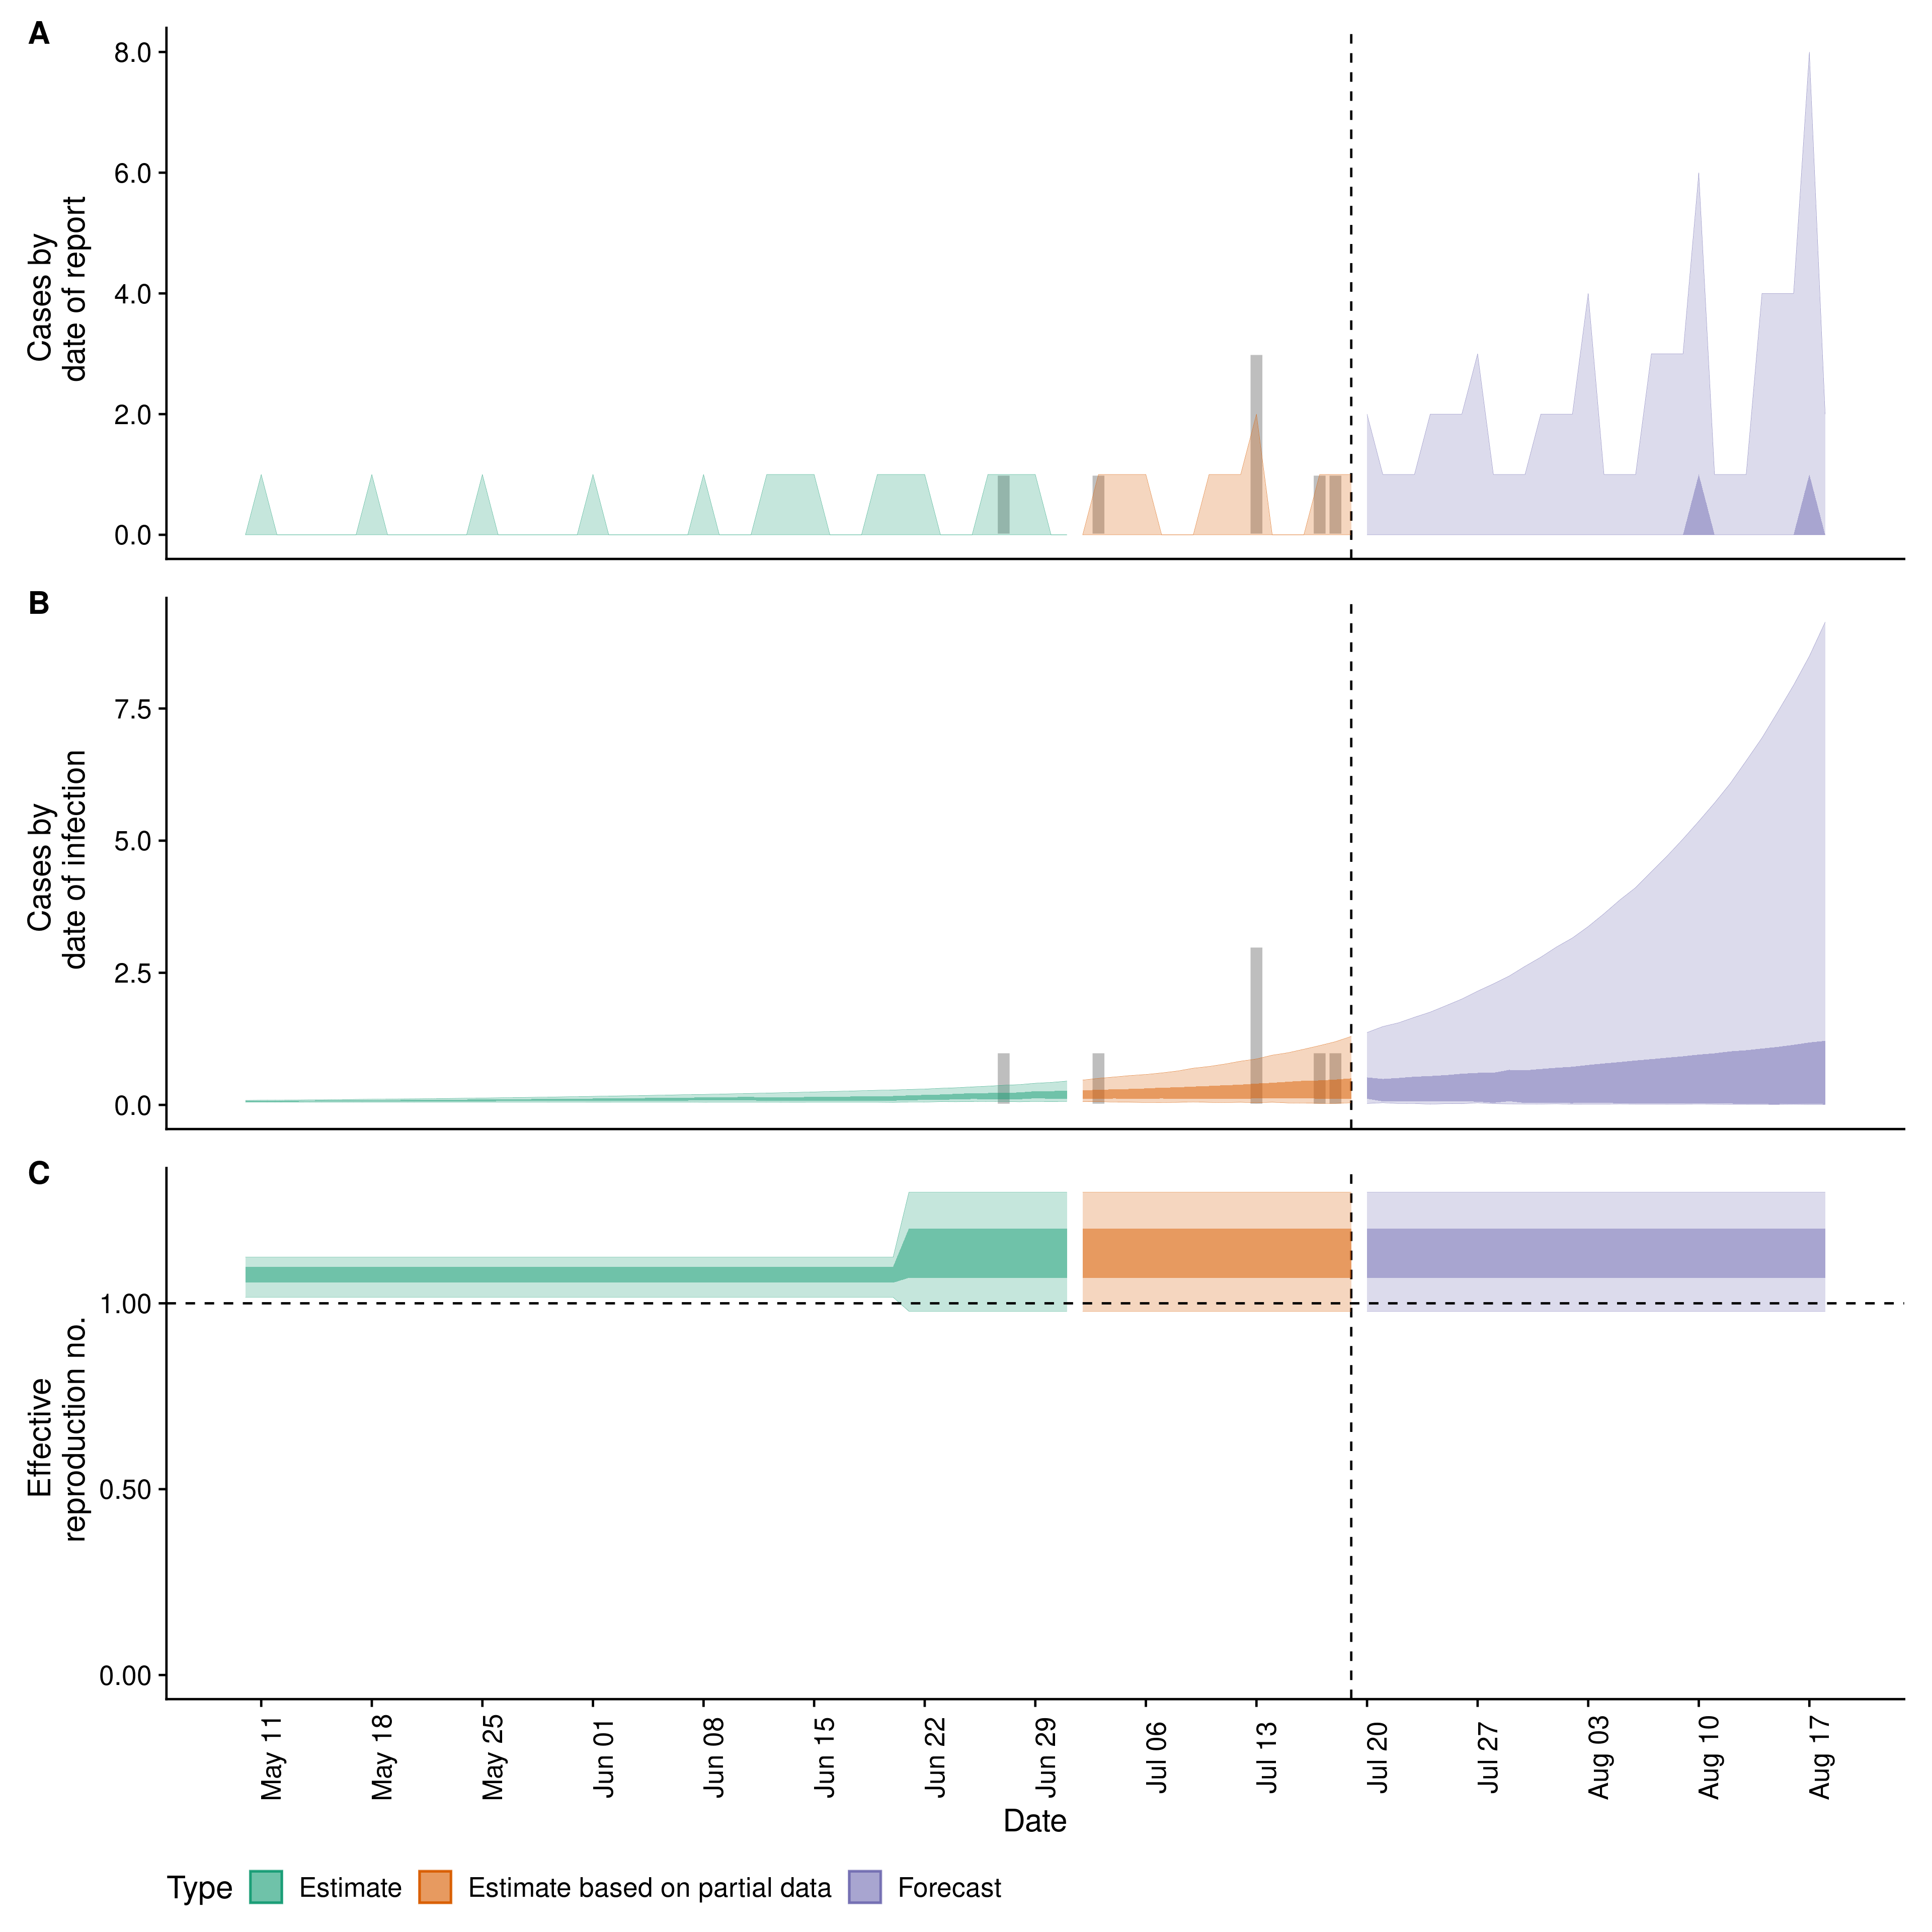 A
8.0
6.0
4.0
2.0
0.0
Cases by
date of report
B
7.5
5.0
2.5
0.0
Cases by
date of infection
C
1.00
0.50
0.00
Effective
reproduction no.
May 11
May 18
May 25
Jun 01
Jun 08
Jun 15
Jun 22
Jun 29
Jul 06
Jul 13
Jul 20
Jul 27
Aug 03
Aug 10
Aug 17
Date
Type Estimate Estimate based on partial data Forecast